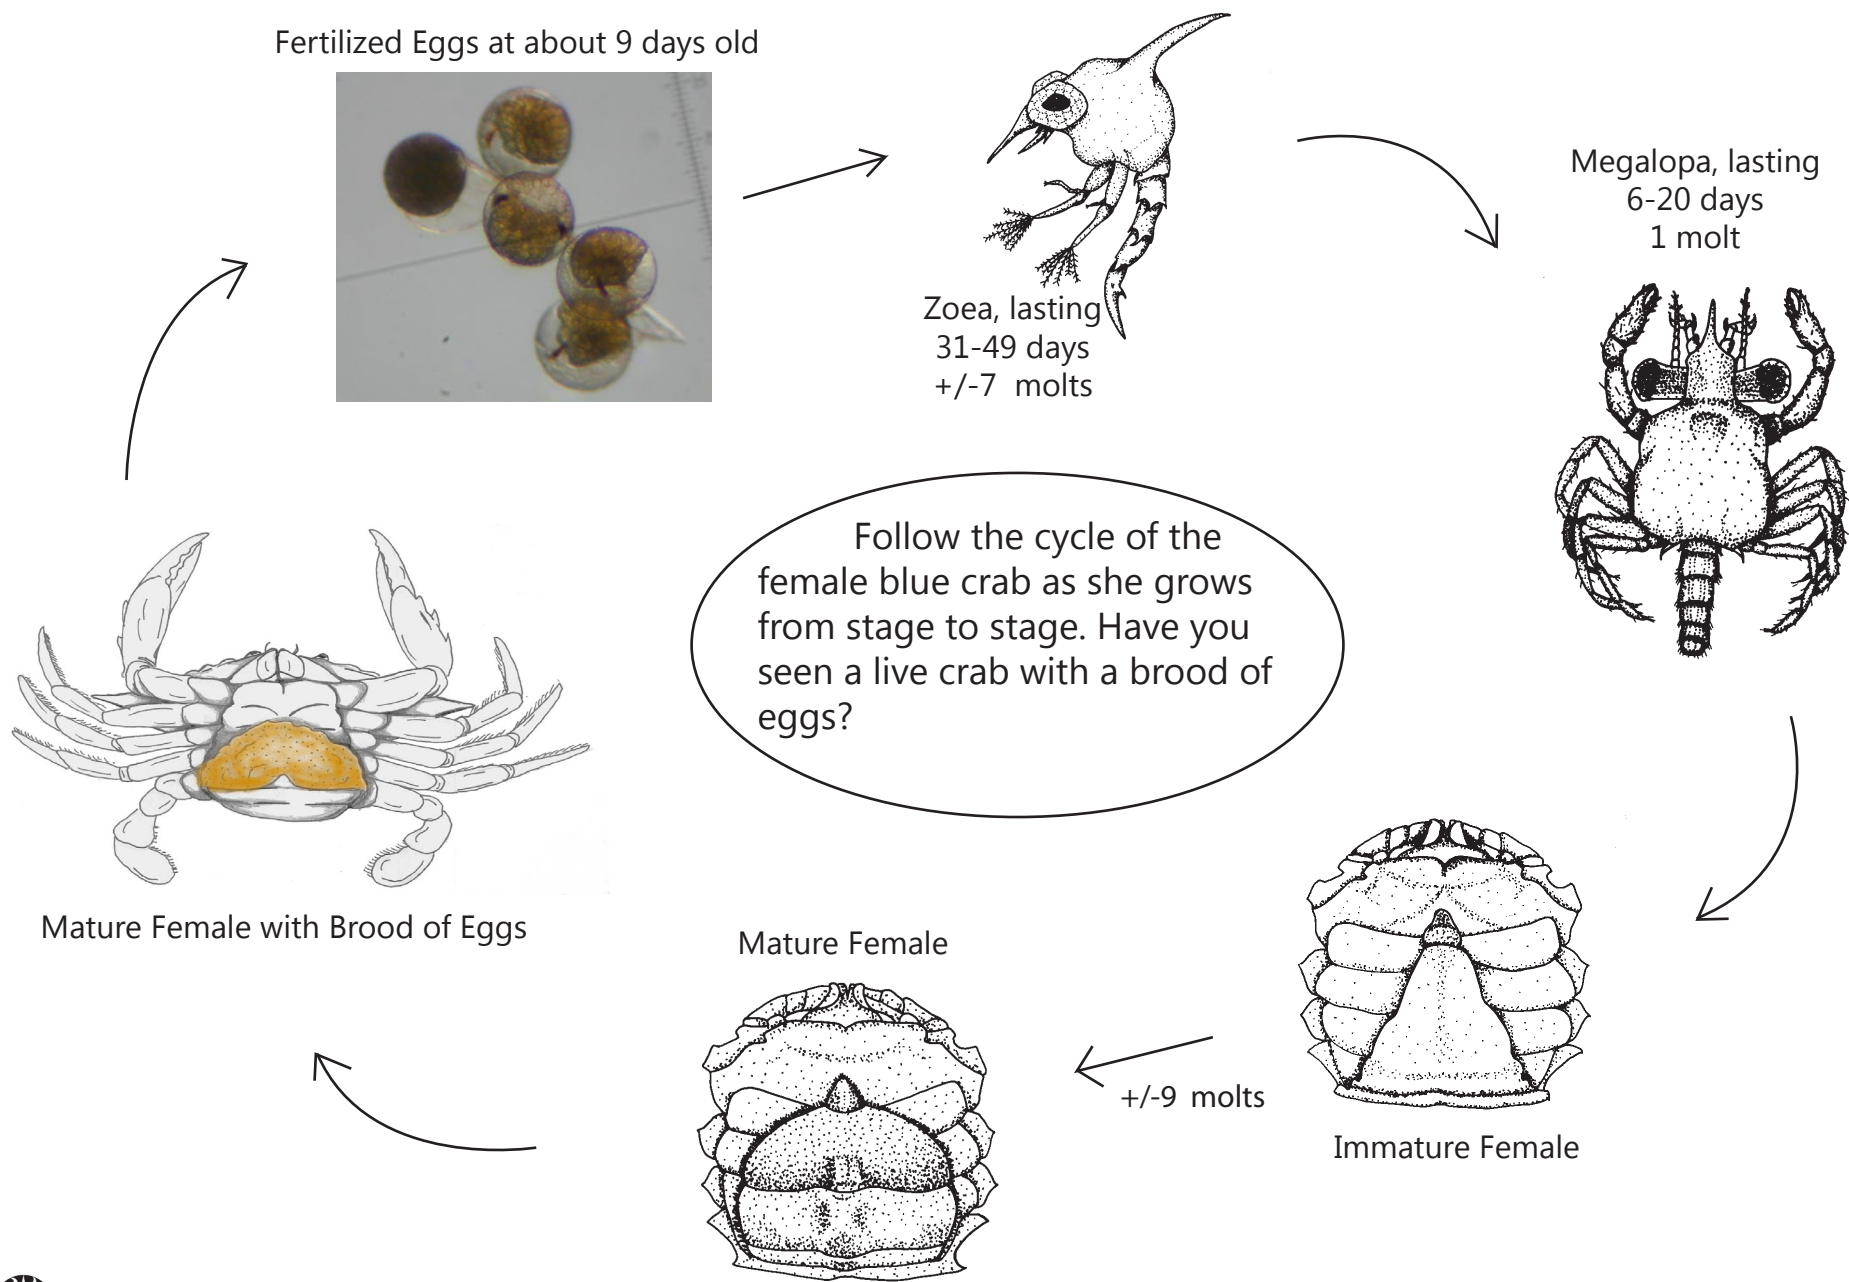 Fertilized Eggs at about 9 days old
Zoea, lasting
31-49 days
+/-7 molts
Megalopa, lasting
6-20 days
1 molt
Follow the cycle of the
female blue crab as she grows
from stage to stage. Have you
seen a live crab with a brood of
eggs?
Mature Female with Brood of Eggs
Mature Female
+/-9 molts
Immature Female